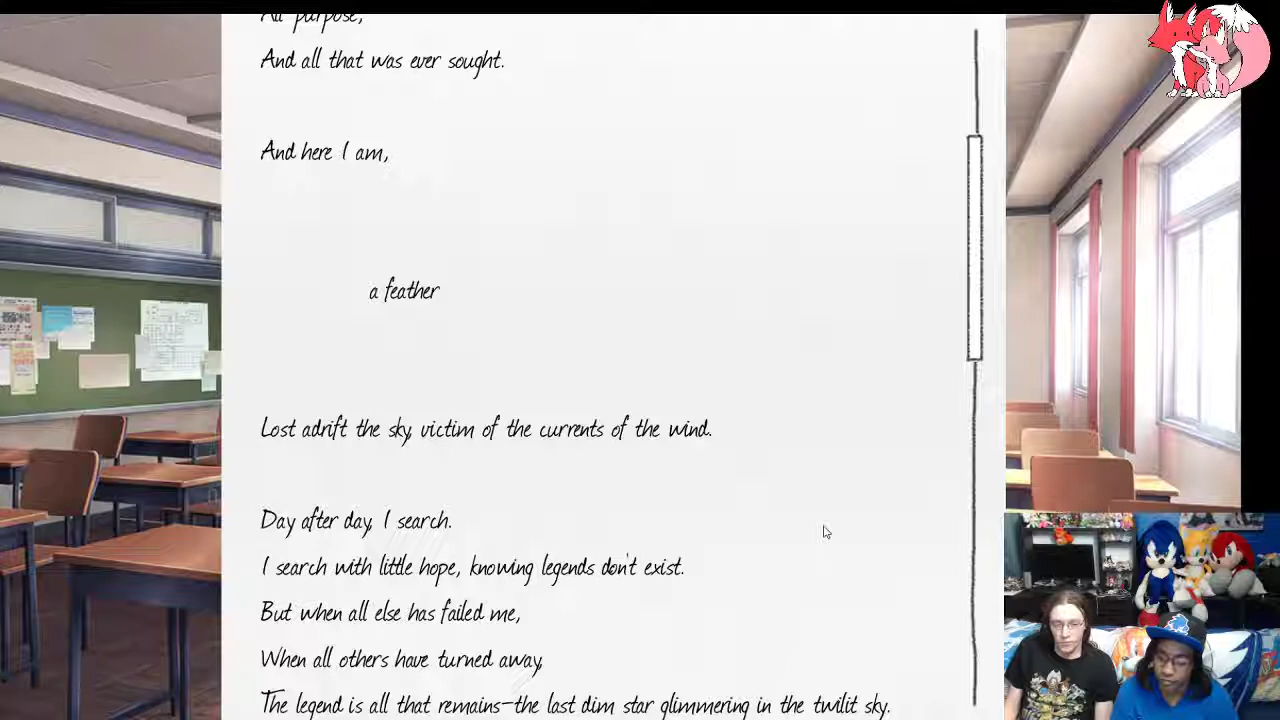 All purpose,
And all that was ever sought.
And here I am,
a feather
Lost adrift the sky, victim of the currents of the wind.
Day after day, I search.
I search with little hope, knowing legends don't exist.
But when all else has failed me,
When all others have turned away,
The legend is all that remains—the last dim star glimmering in the twilit sky.